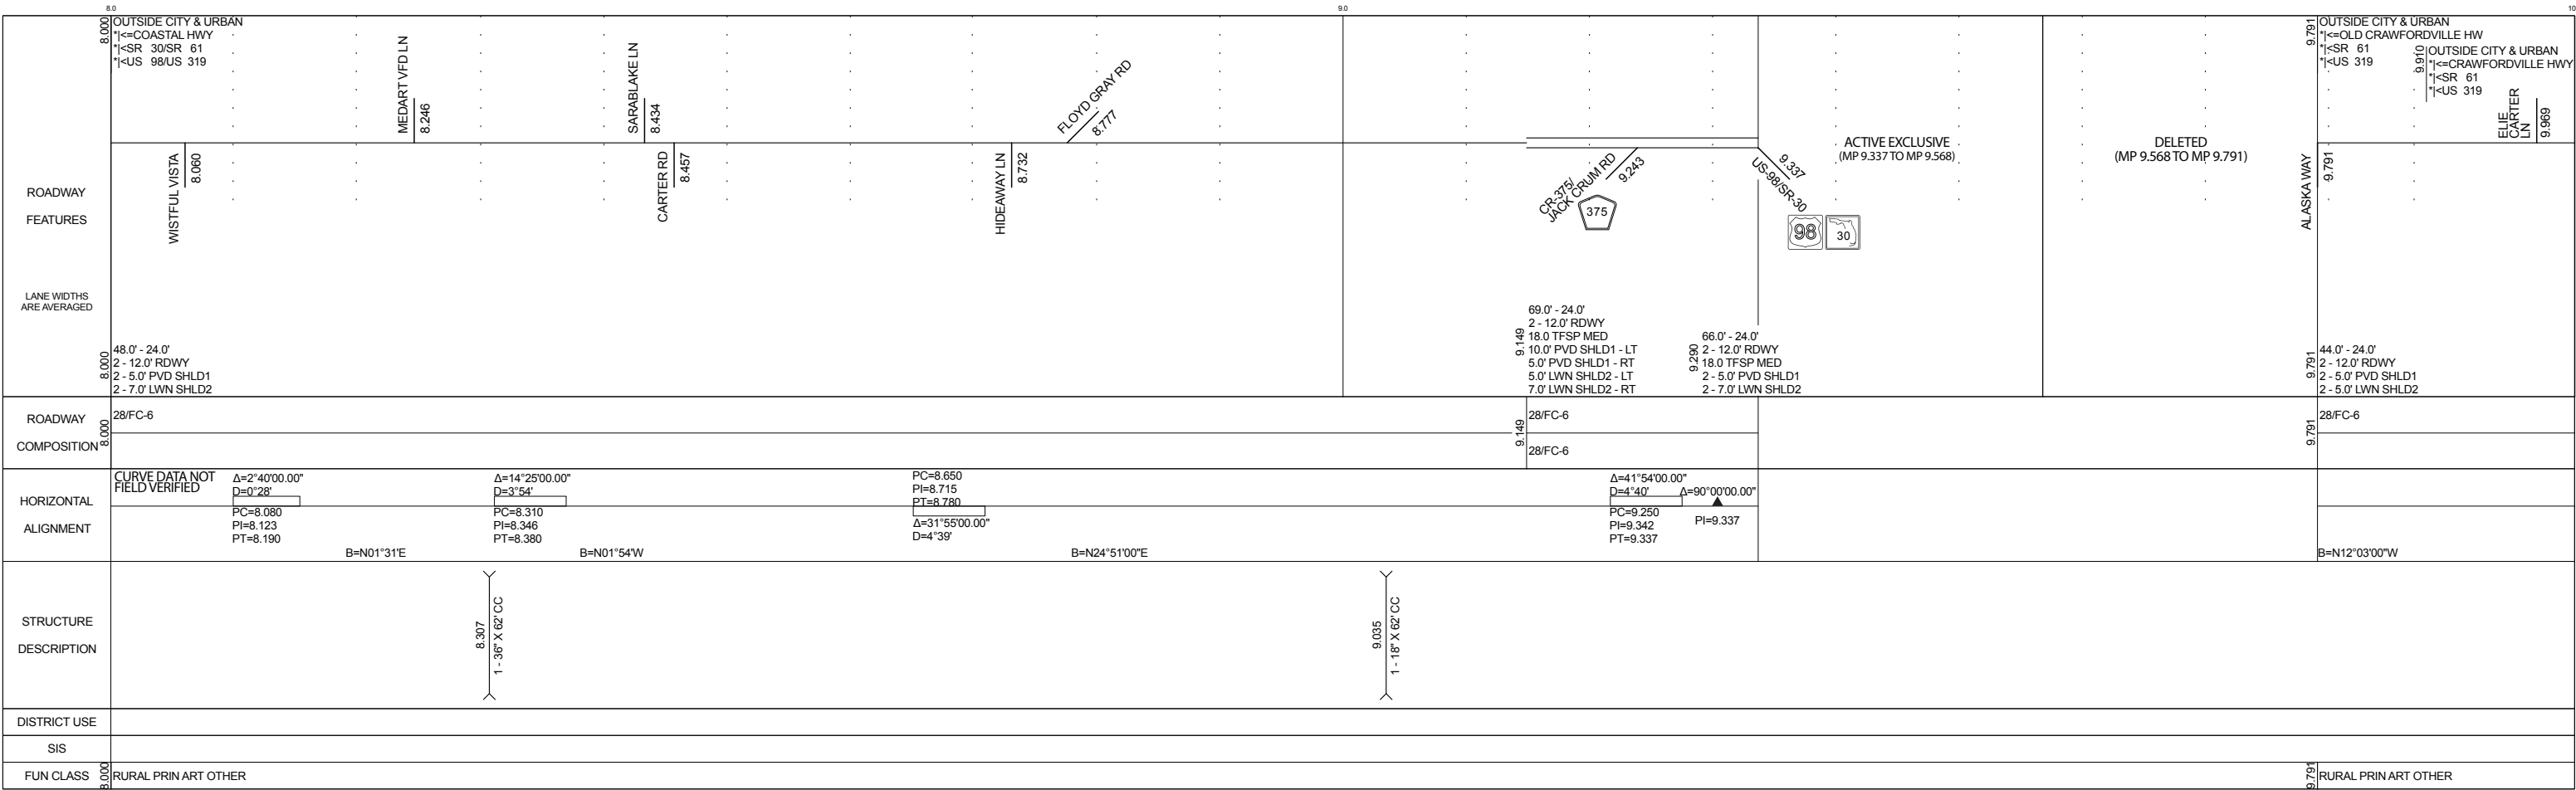 8.0
9.0
10
8.000
OUTSIDE CITY & URBAN
*|<=COASTAL HWY
*|<SR 30/SR 61
*|<US 98/US 319
MEDART VFD LN
8.246
SARABLAKE LN
8.434
FLOYD GRAY RD
8.777
9.791
OUTSIDE CITY & URBAN
*|<=OLD CRAWFORDVILLE HW
*|<SR 61
*|<US 319
9.910
OUTSIDE CITY & URBAN
*|<=CRAWFORDVILLE HWY
*|<SR 61
*|<US 319
ELIE
CARTER
LN
9.969
ROADWAY
FEATURES
WISTFUL VISTA
8.060
CARTER RD
8.457
HIDEAWAY LN
8.732
CR-375/
JACK CRUM RD
9.243
375
9.337
US-98/SR-30
98
30
ACTIVE EXCLUSIVE
(MP 9.337 TO MP 9.568)
DELETED
(MP 9.568 TO MP 9.791)
ALASKA WAY
9.791
LANE WIDTHS
ARE AVERAGED
8.000
48.0' - 24.0'
2 - 12.0' RDWY
2 - 5.0' PVD SHLD1
2 - 7.0' LWN SHLD2
9.149
69.0' - 24.0'
2 - 12.0' RDWY
18.0 TFSP MED
10.0' PVD SHLD1 - LT
5.0' PVD SHLD1 - RT
5.0' LWN SHLD2 - LT
7.0' LWN SHLD2 - RT
9.290
66.0' - 24.0'
2 - 12.0' RDWY
18.0 TFSP MED
2 - 5.0' PVD SHLD1
2 - 7.0' LWN SHLD2
9.791
44.0' - 24.0'
2 - 12.0' RDWY
2 - 5.0' PVD SHLD1
2 - 5.0' LWN SHLD2
ROADWAY
COMPOSITION
8.000
28/FC-6
9.149
28/FC-6
28/FC-6
9.791
28/FC-6
HORIZONTAL
ALIGNMENT
CURVE DATA NOT
FIELD VERIFIED
Δ=2°40'00.00"
D=0°28'
PC=8.080
PI=8.123
PT=8.190
B=N01°31'E
Δ=14°25'00.00"
D=3°54'
PC=8.310
PI=8.346
PT=8.380
B=N01°54'W
PC=8.650
PI=8.715
PT=8.780
Δ=31°55'00.00"
D=4°39'
B=N24°51'00"E
Δ=41°54'00.00"
D=4°40'
PC=9.250
PI=9.342
PT=9.337
Δ=90°00'00.00"
PI=9.337
B=N12°03'00"W
STRUCTURE
DESCRIPTION
8.307
1 - 36" X 62' CC
9.035
1 - 18" X 62' CC
DISTRICT USE
SIS
FUN CLASS
8.000
RURAL PRIN ART OTHER
9.791
RURAL PRIN ART OTHER